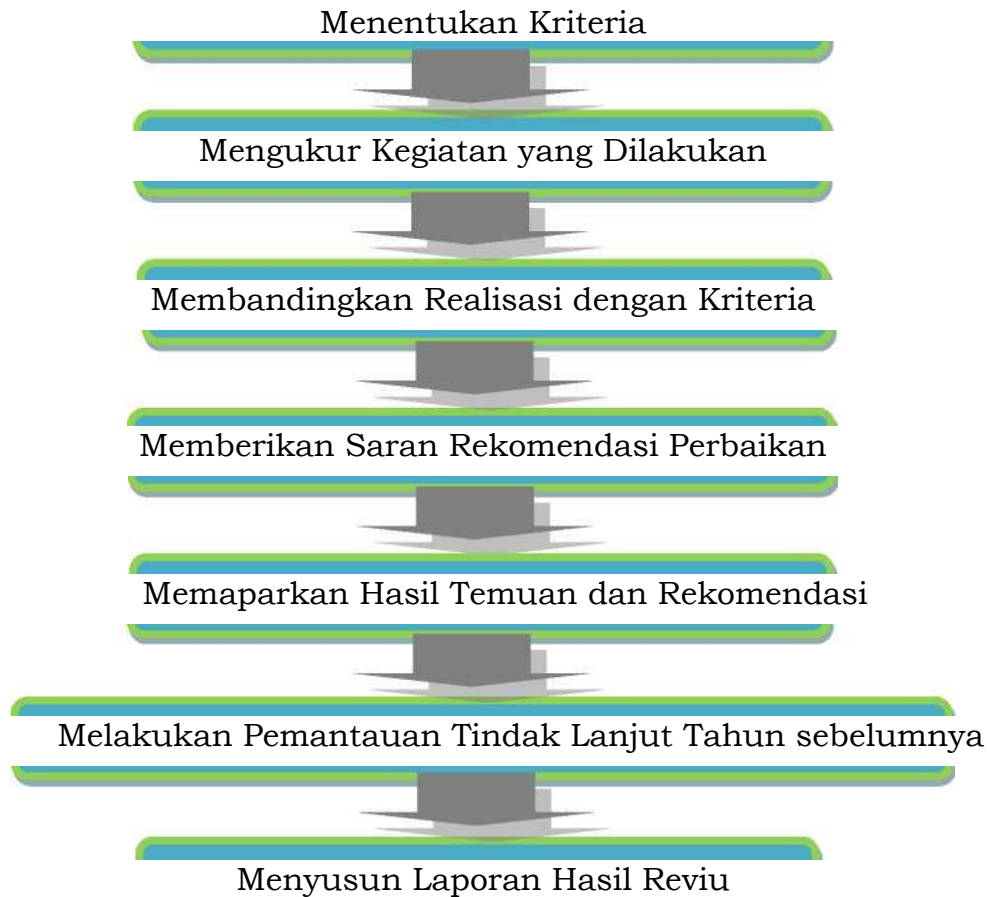 Menentukan Kriteria
Mengukur Kegiatan yang Dilakukan
Membandingkan Realisasi dengan Kriteria
Memberikan Saran Rekomendasi Perbaikan
Memaparkan Hasil Temuan dan Rekomendasi
Melakukan Pemantauan Tindak Lanjut Tahun sebelumnya
Menyusun Laporan Hasil Reviu